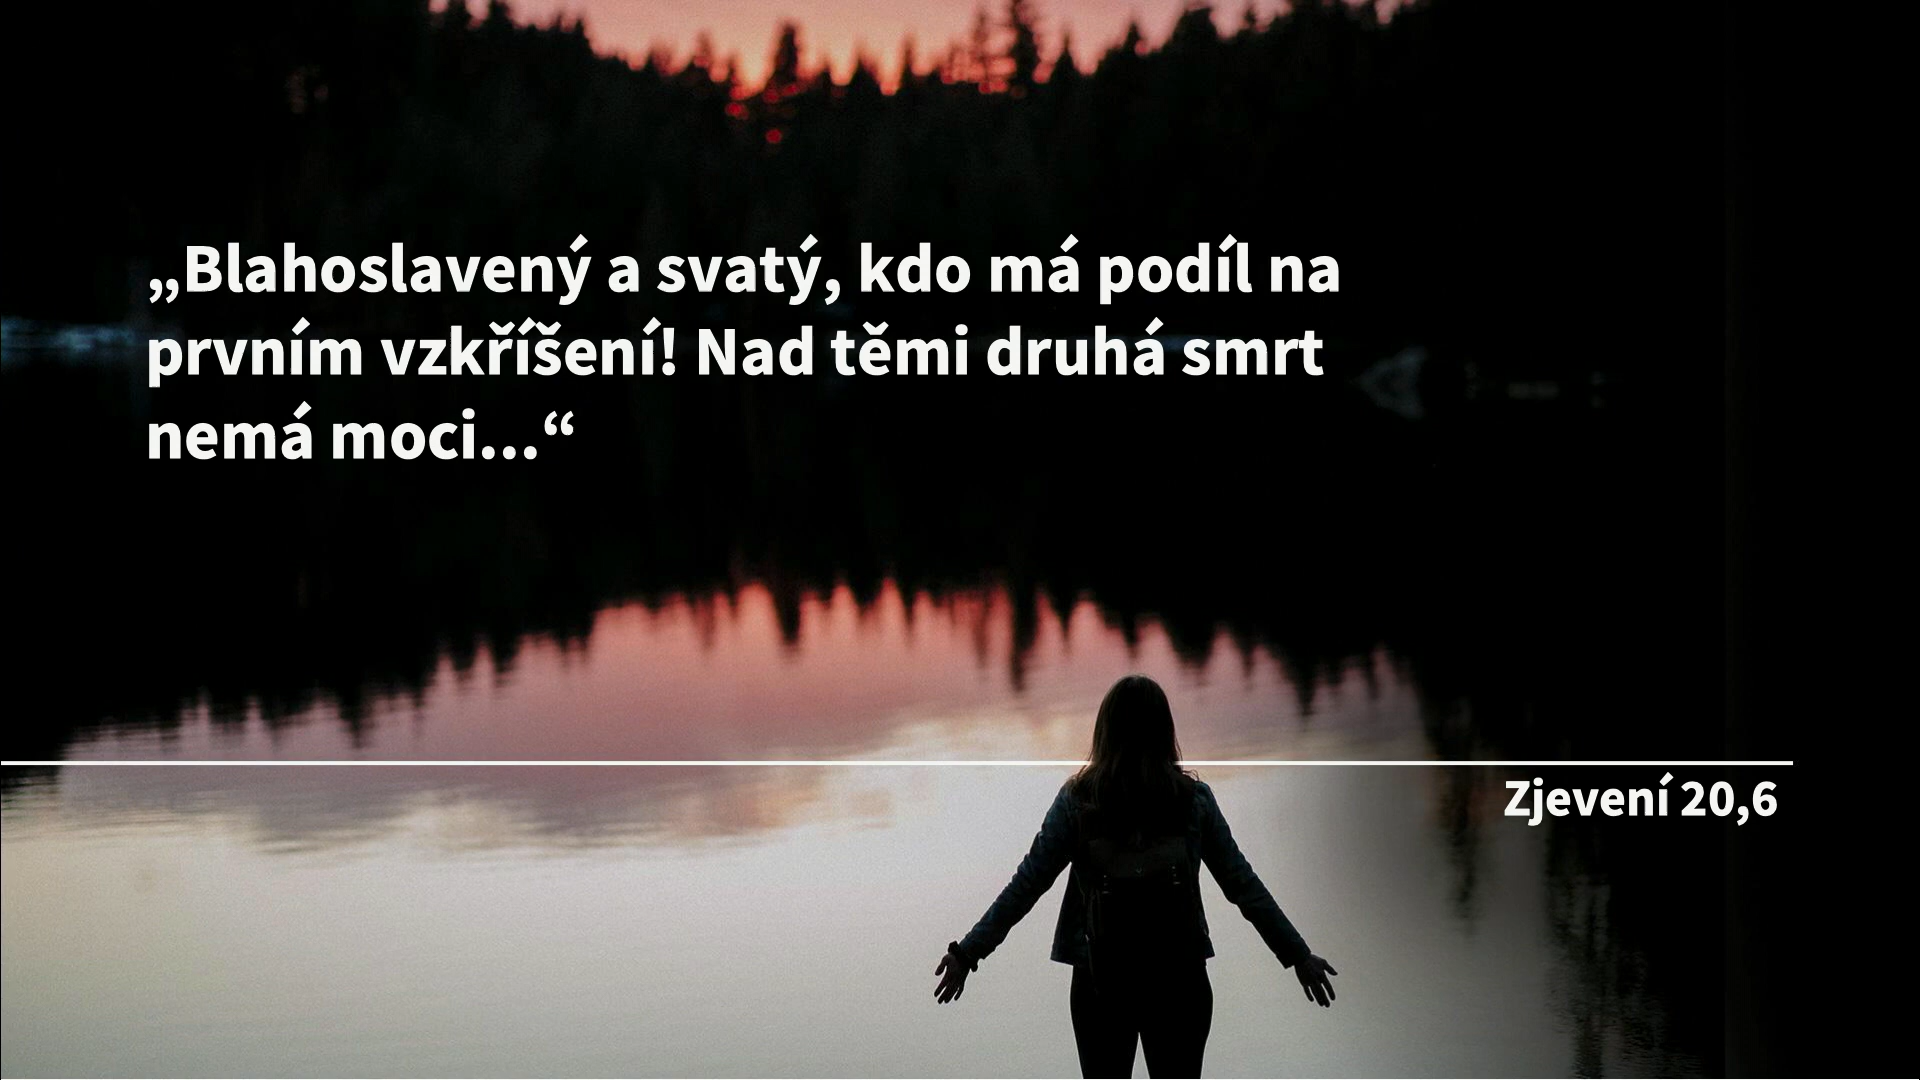 „Blahoslavený a svatý, kdo má podíl na
prvním vzkříšení! Nad těmi druhá smrt
nemá moci...“
Zjevení 20,6